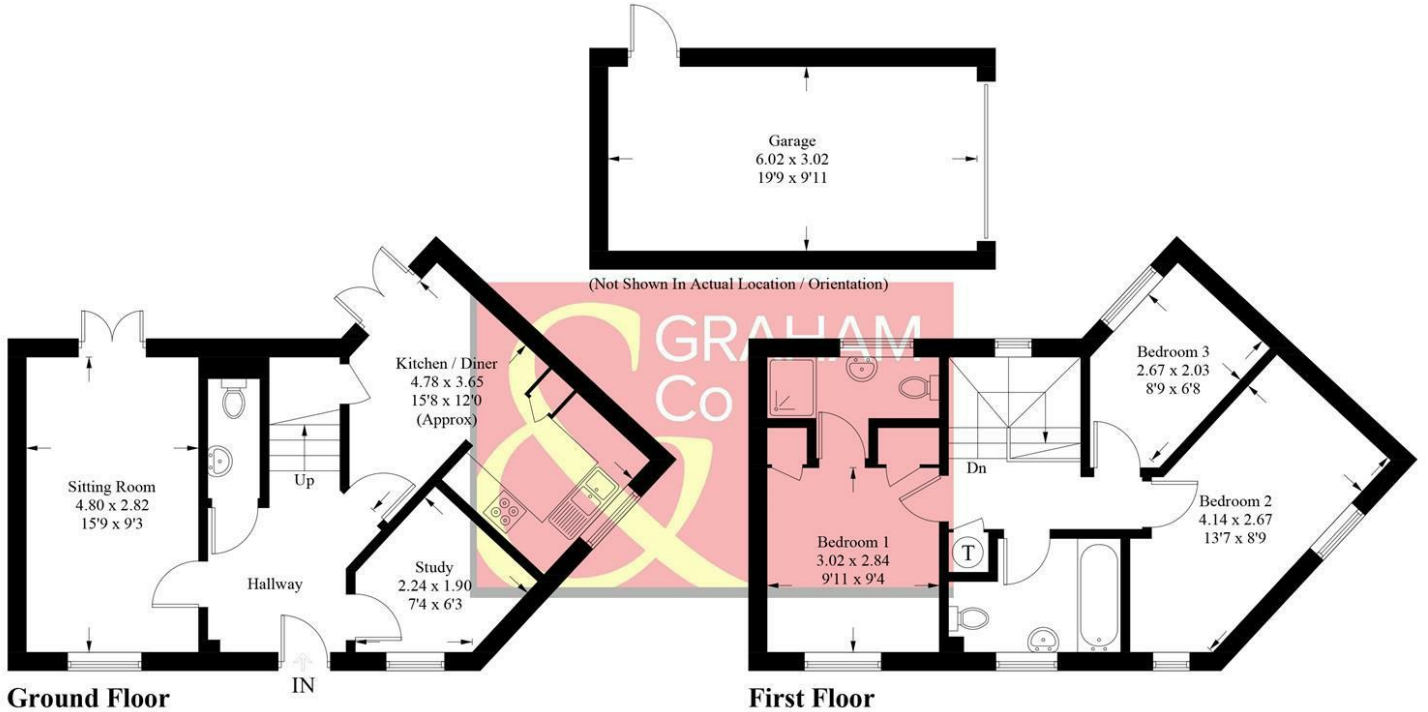 Garage
6.02 x 3.02
19'9 x 9'11
(Not Shown In Actual Location / Orientation)
& GRAHAM
Co
Kitchen / Diner
4.78 x 3.65
15'8 x 12'0
(Approx)
Sitting Room
4.80 x 2.82
15'9 x 9'3
Up
Study
2.24 x 1.90
7'4 x 6'3
Hallway
IN
Ground Floor
Bedroom 3
2.67 x 2.03
8'9 x 6'8
Dn
Bedroom 2
4.14 x 2.67
13'7 x 8'9
Bedroom 1
3.02 x 2.84
9'11 x 9'4
T
First Floor